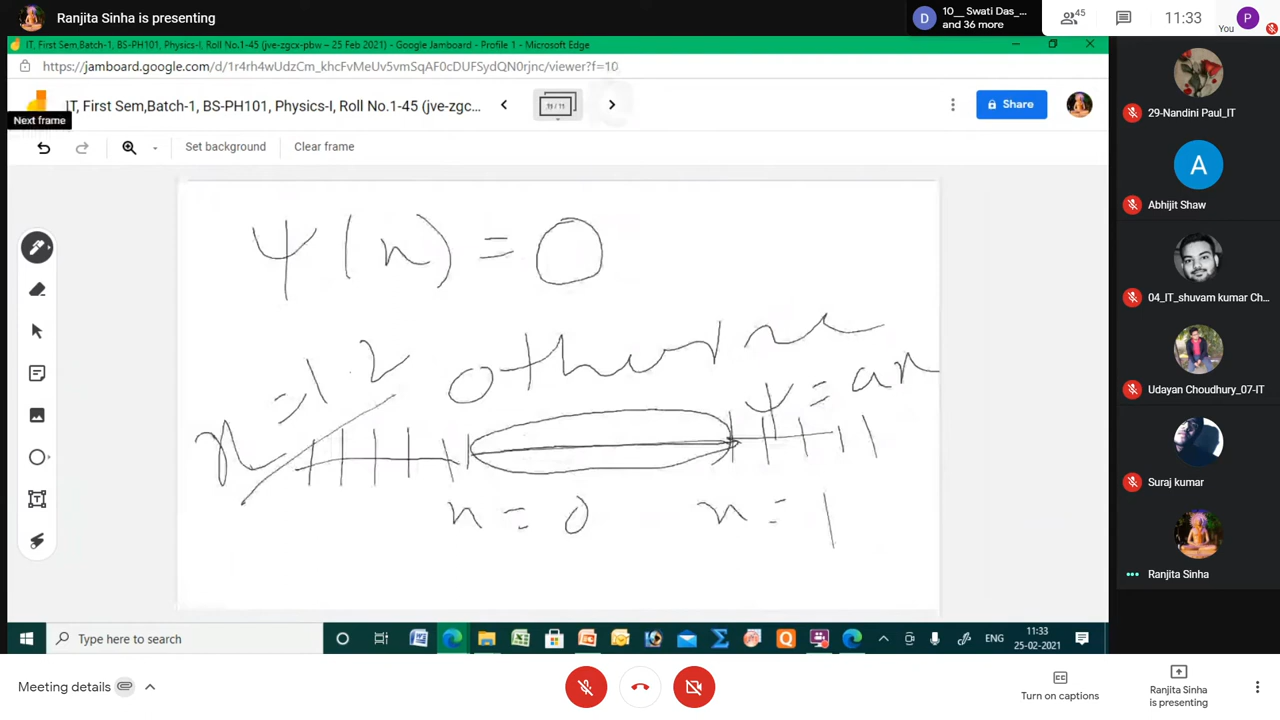 Ranjita Sinha is presenting
D
10__ Swati Das_...
and 36 more
45
11:33
You
P
IT, First Sem,Batch-1, BS-PH101, Physics-I, Roll No.1-45 (jve-zgcx-pbw – 25 Feb 2021) - Google Jamboard - Profile 1 - Microsoft Edge
https://jamboard.google.com/d/1r4rh4wUdzCm_khcFvMeUv5vmSqAF0cDUFSydQN0rjnc/viewer?f=10
IT, First Sem,Batch-1, BS-PH101, Physics-I, Roll No.1-45 (jve-zgc...
11 / 11
Share
Next frame
Set background
Clear frame
ψ(x) = 0
otherwise
x = 1.2
ψ = ax
x = 0
x = 1
29-Nandini Paul_IT
A
Abhijit Shaw
04_IT_shuvam kumar Ch...
Udayan Choudhury_07-IT
Suraj kumar
Ranjita Sinha
Type here to search
ENG
11:33
25-02-2021
Meeting details
Turn on captions
Ranjita Sinha
is presenting